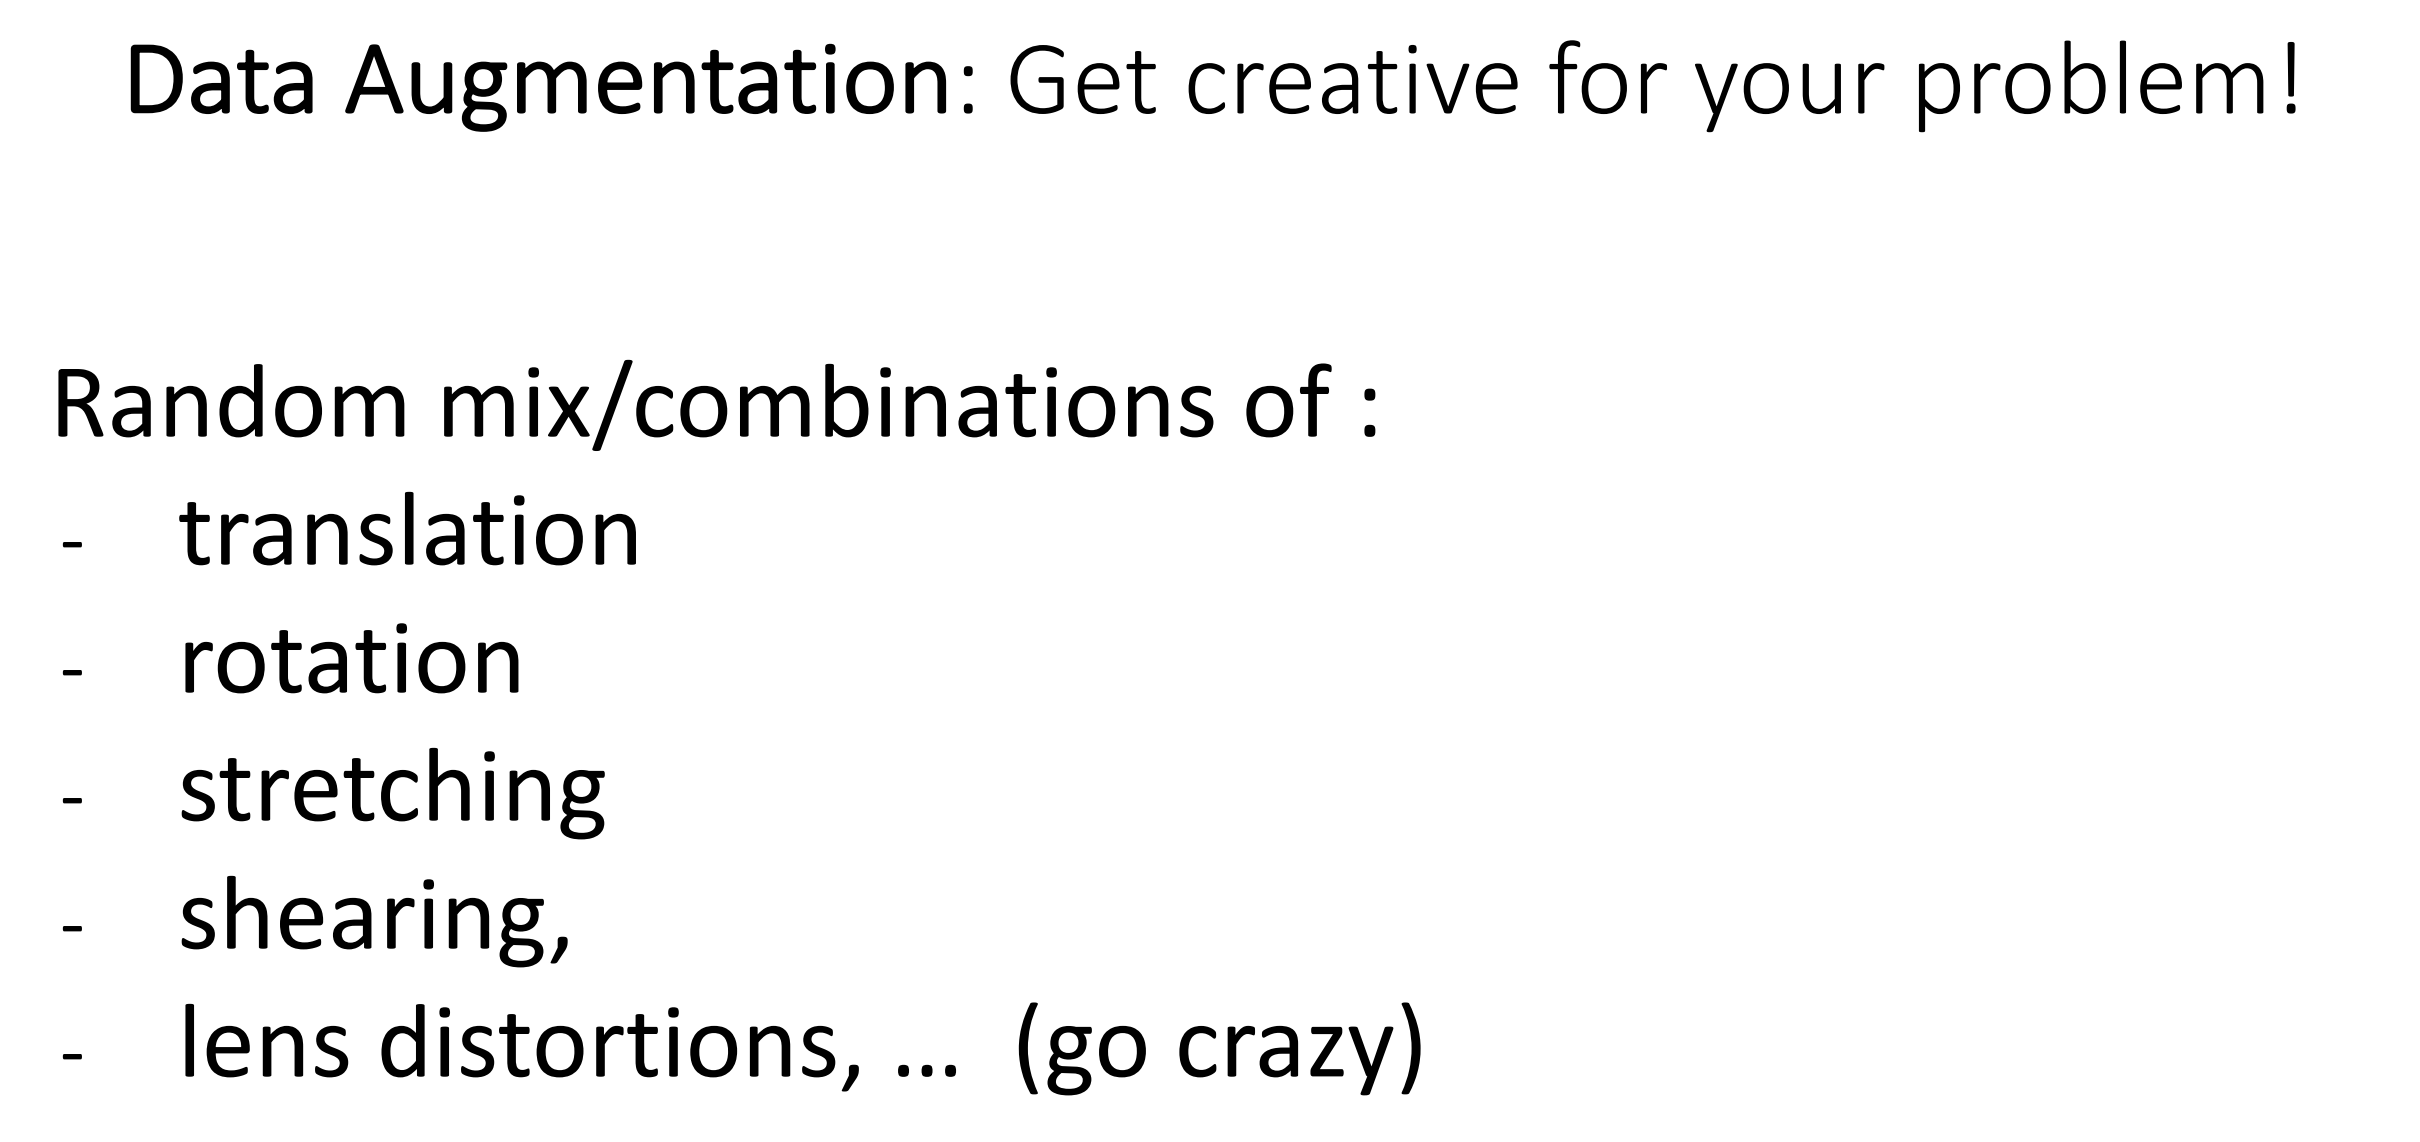 Data Augmentation: Get creative for your problem!
Random mix/combinations of :
- translation
- rotation
- stretching
- shearing,
- lens distortions, … (go crazy)